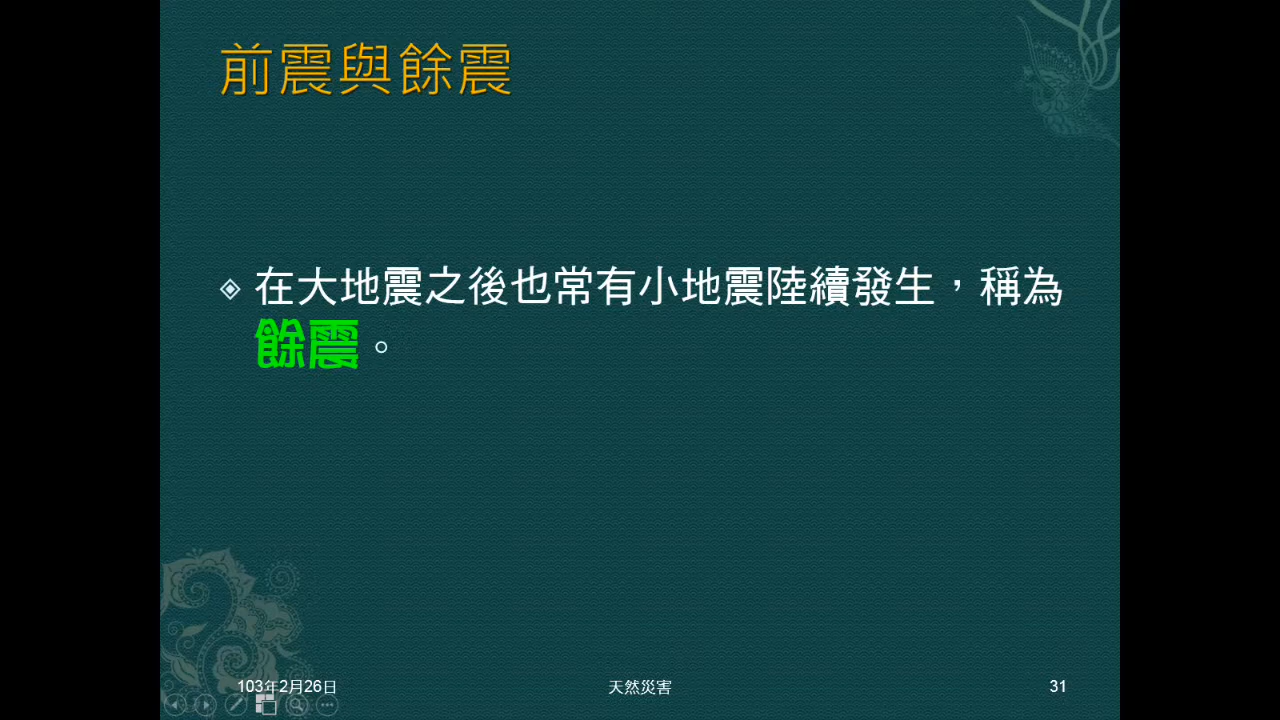 前震與餘震
在大地震之後也常有小地震陸續發生，稱為
餘震。
103年2月26日
天然災害
31